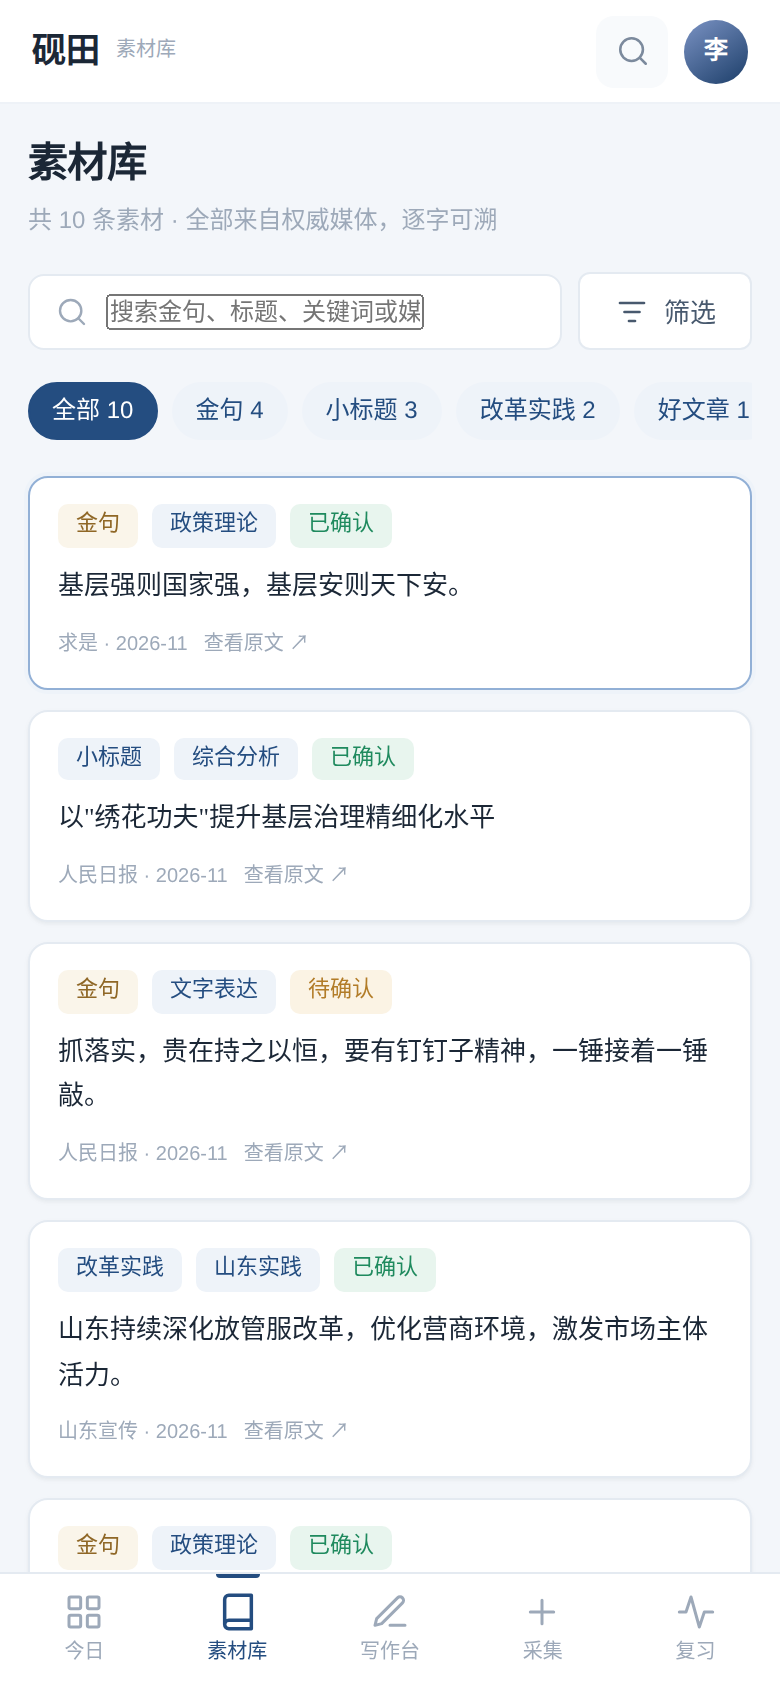 砚田 素材库 李
素材库
共 10 条素材 · 全部来自权威媒体，逐字可溯
搜索金句、标题、关键词或媒 筛选
全部 10 金句 4 小标题 3 改革实践 2 好文章 1
金句 政策理论 已确认
基层强则国家强，基层安则天下安。
求是 · 2026-11 查看原文 ↗
小标题 综合分析 已确认
以"绣花功夫"提升基层治理精细化水平
人民日报 · 2026-11 查看原文 ↗
金句 文字表达 待确认
抓落实，贵在持之以恒，要有钉钉子精神，一锤接着一锤
敲。
人民日报 · 2026-11 查看原文 ↗
改革实践 山东实践 已确认
山东持续深化放管服改革，优化营商环境，激发市场主体
活力。
山东宣传 · 2026-11 查看原文 ↗
金句 政策理论 已确认
今日 素材库 写作台 采集 复习